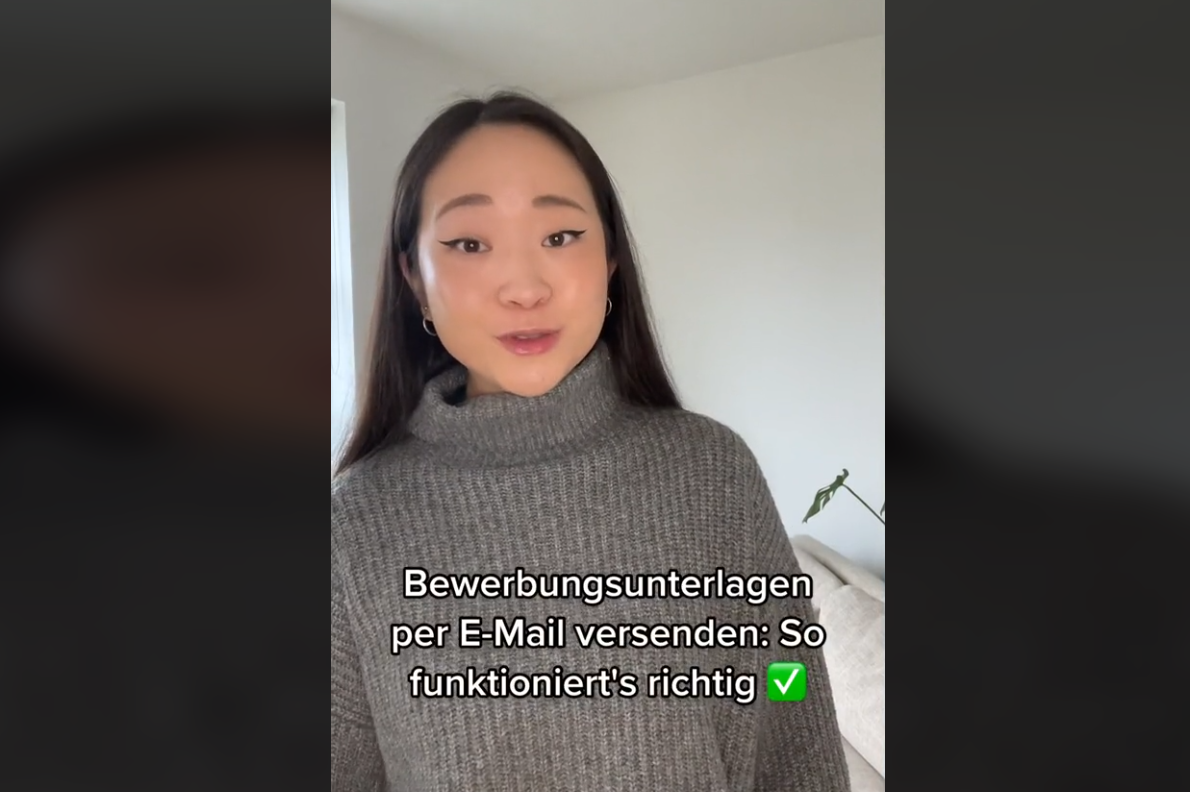 Bewerbungsunterlagen
per E-Mail versenden: So
funktioniert's richtig ✅